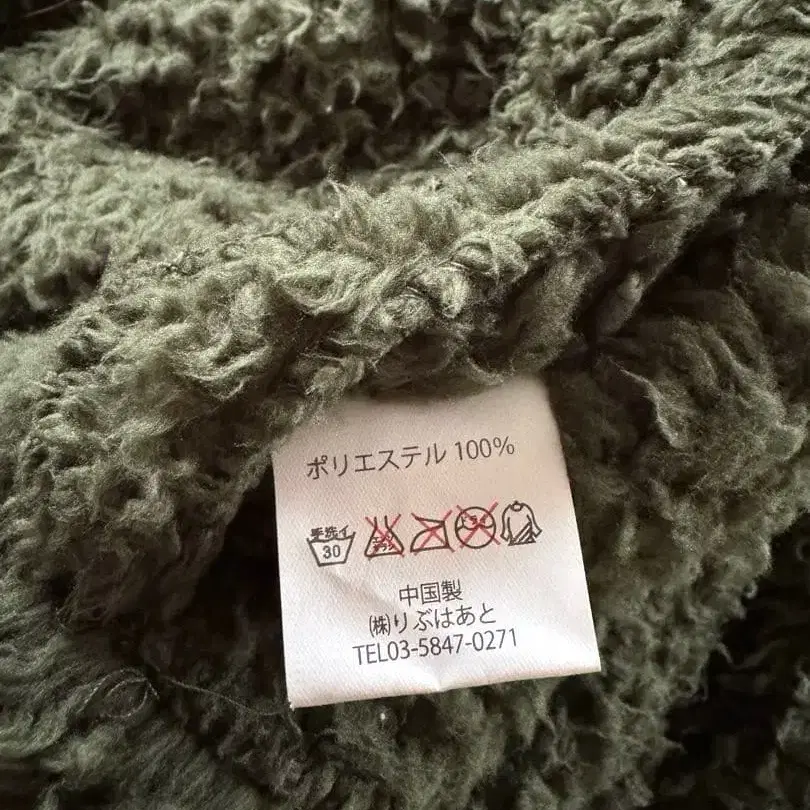 ポリエステル 100%
手洗イ
30
中国製
㈱りぶはあと
TEL03-5847-0271